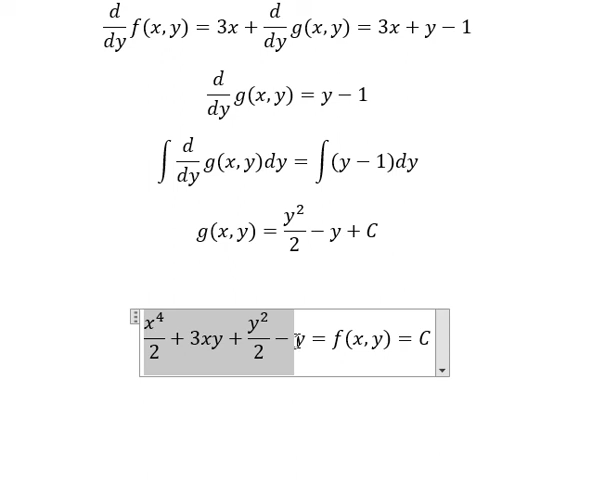 d/dy f(x, y) = 3x + d/dy g(x, y) = 3x + y − 1
d/dy g(x, y) = y − 1
∫ d/dy g(x, y)dy = ∫(y − 1)dy
g(x, y) = y²/2 − y + C
x⁴/2 + 3xy + y²/2 − y = f(x, y) = C